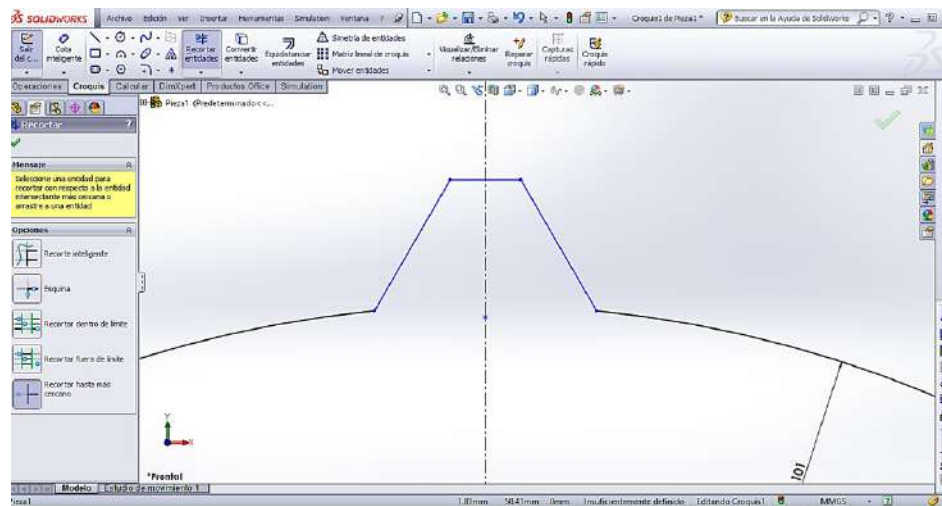 SOLIDWORKS Archivo Edición Ver Insertar Herramientas Simulation Ventana ? Croquis1 de Pieza1 * Buscar en la Ayuda de SolidWorks
Salir del c... Cota inteligente Recortar entidades Convertir entidades Equidistanciar entidades Simetría de entidades Matriz lineal de croquis Mover entidades Visualizar/Eliminar relaciones Reparar croquis Capturas rápidas Croquis rápido
Operaciones Croquis Calcular DimXpert Productos Office Simulation
Pieza1 (Predeterminado<<...
Recortar ?
Mensaje
Seleccione una entidad para
recortar con respecto a la entidad
intersectante más cercana o
arrastre a una entidad
Opciones
Recorte inteligente
Esquina
Recortar dentro de límite
Recortar fuera de límite
Recortar hasta más
cercano
101
Y
X
*Frontal
Modelo Estudio de movimiento 1
Pieza1 50.41mm 0mm Insuficientemente definido Editando Croquis1 MMGS